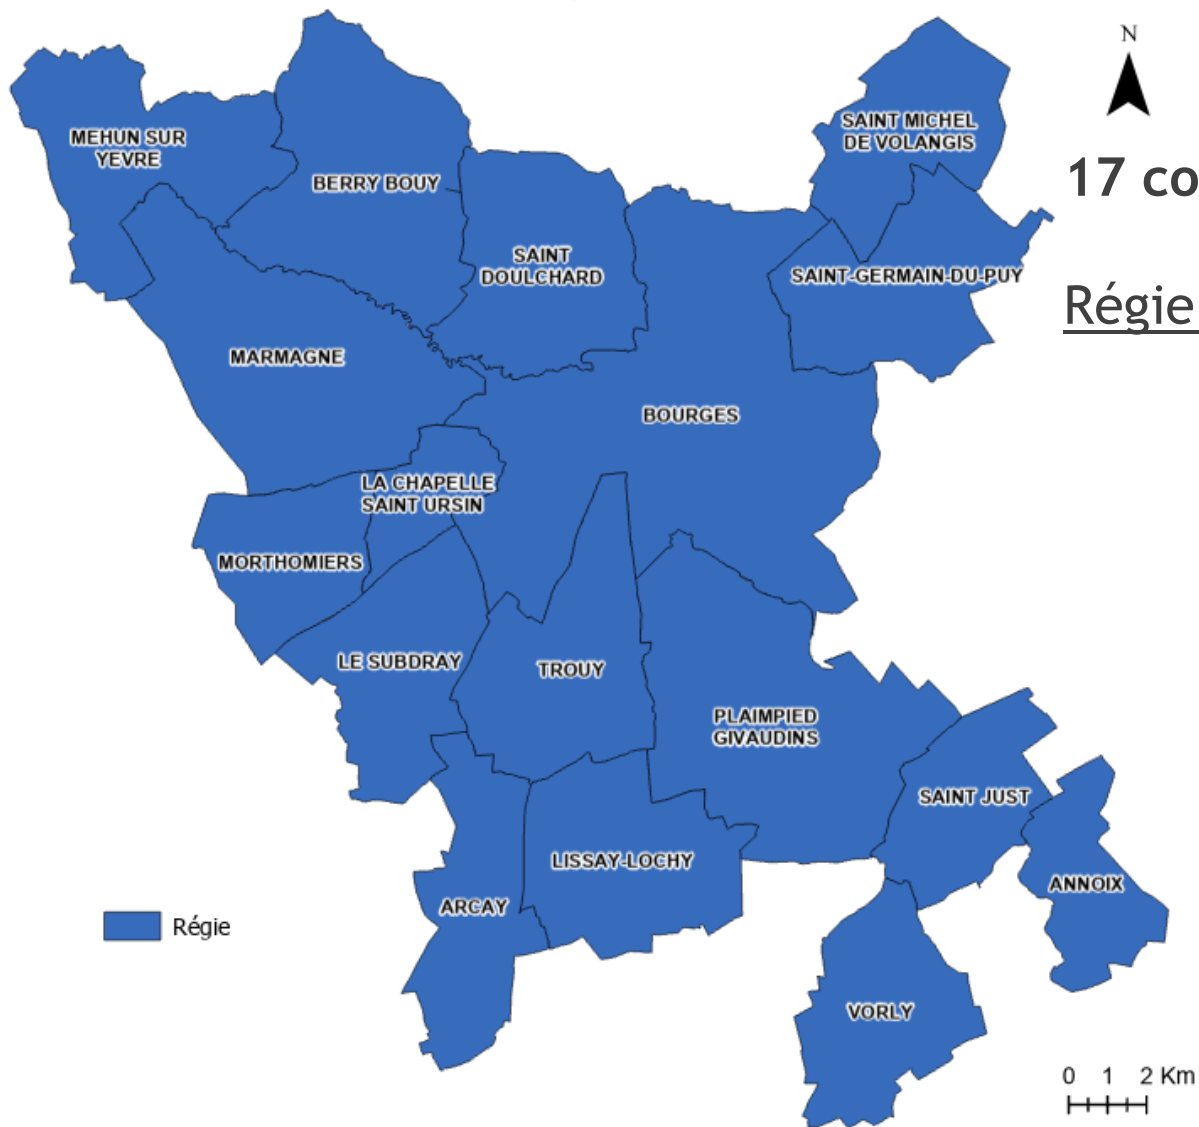 N
SAINT MICHEL
DE VOLANGIS
MEHUN SUR
YEVRE
17 co
BERRY BOUY
SAINT
DOULCHARD
SAINT-GERMAIN-DU-PUY
Régie
MARMAGNE
BOURGES
LA CHAPELLE
SAINT URSIN
MORTHOMIERS
LE SUBDRAY
TROUY
PLAIMPIED
GIVAUDINS
SAINT JUST
LISSAY-LOCHY
ANNOIX
ARCAY
Régie
VORLY
0 1 2 Km